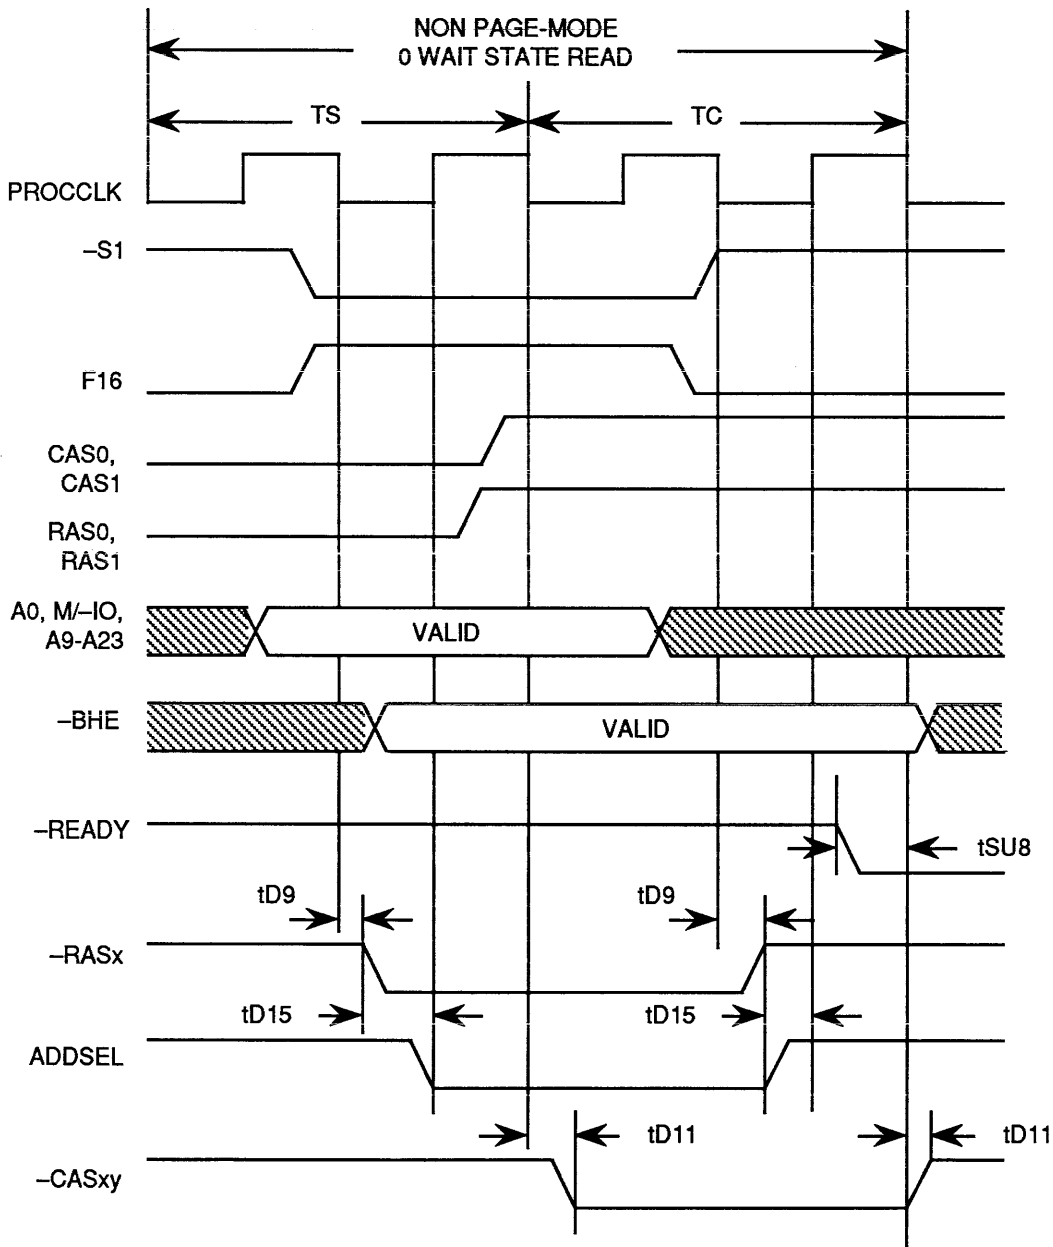 NON PAGE-MODE
0 WAIT STATE READ
TS
TC
PROCCLK
–S1
F16
CAS0,
CAS1
RAS0,
RAS1
A0, M/–IO,
A9-A23
VALID
–BHE
VALID
–READY
tSU8
tD9
tD9
–RASx
tD15
tD15
ADDSEL
tD11
tD11
–CASxy